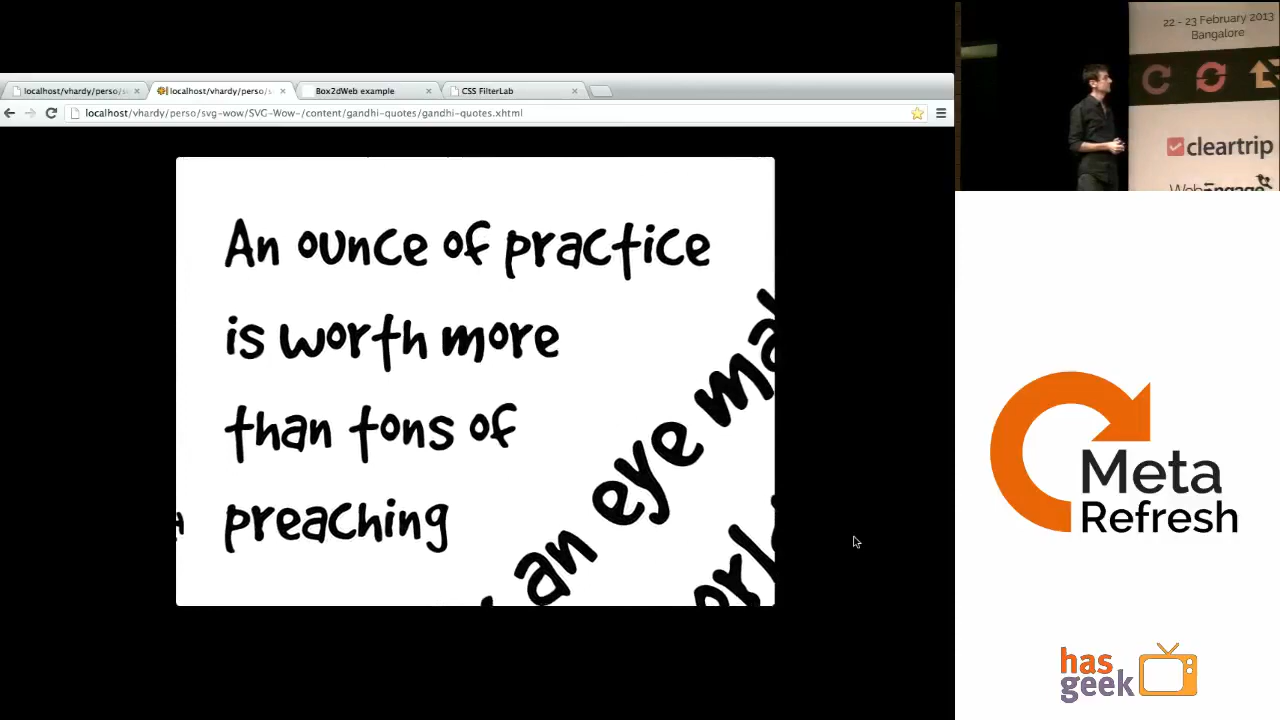 localhost/vhardy/perso/s
localhost/vhardy/perso/s
Box2dWeb example
CSS FilterLab
localhost/vhardy/perso/svg-wow/SVG-Wow-/content/gandhi-quotes/gandhi-quotes.xhtml
An ounce of practice
is worth more
than tons of
preaching
an eye
22 - 23 February 2013
Bangalore
cleartrip
WebEngage
Meta
Refresh
has
geek